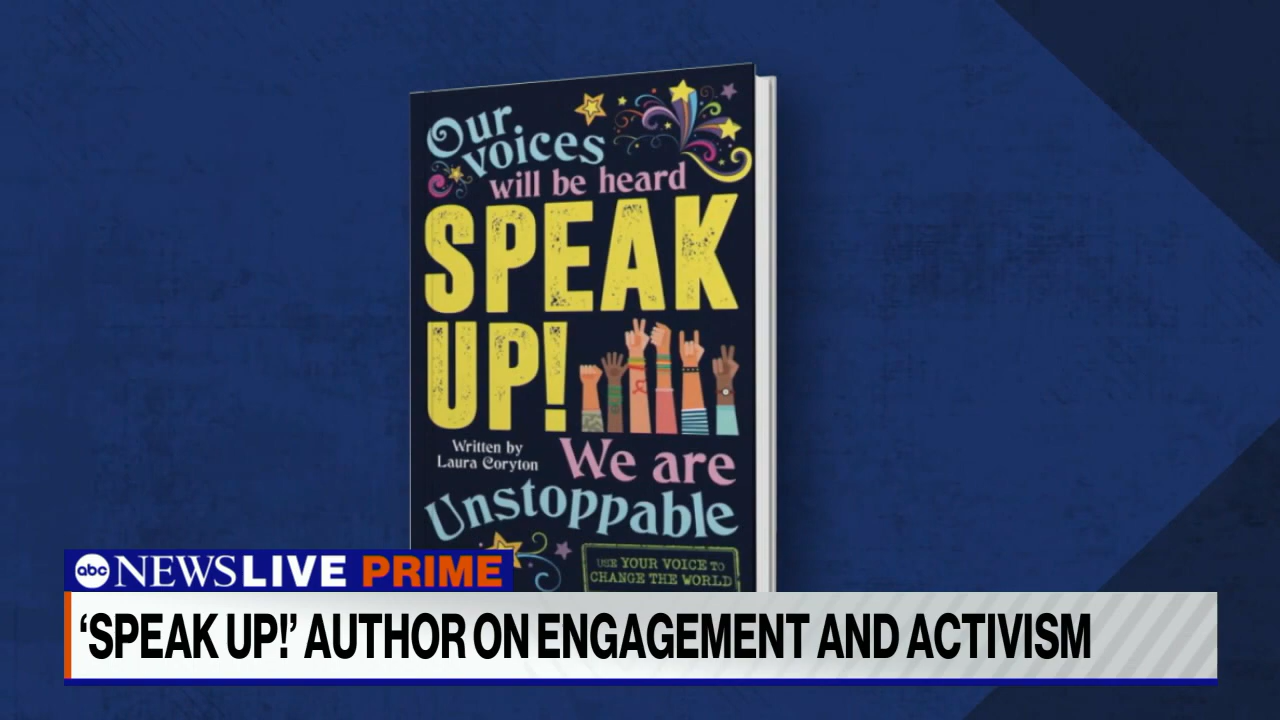 Our
voices
will be heard
SPEAK
UP!
Written by
Laura Coryton
We are
Unstoppable
USE YOUR VOICE TO
CHANGE THE WORLD
abc NEWS LIVE PRIME
‘SPEAK UP!’ AUTHOR ON ENGAGEMENT AND ACTIVISM